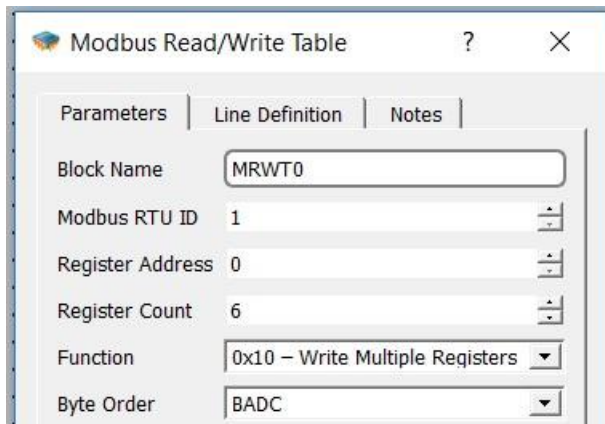 Modbus Read/Write Table ? X
Parameters Line Definition Notes
Block Name MRWT0
Modbus RTU ID 1
Register Address 0
Register Count 6
Function 0x10 – Write Multiple Registers
Byte Order BADC